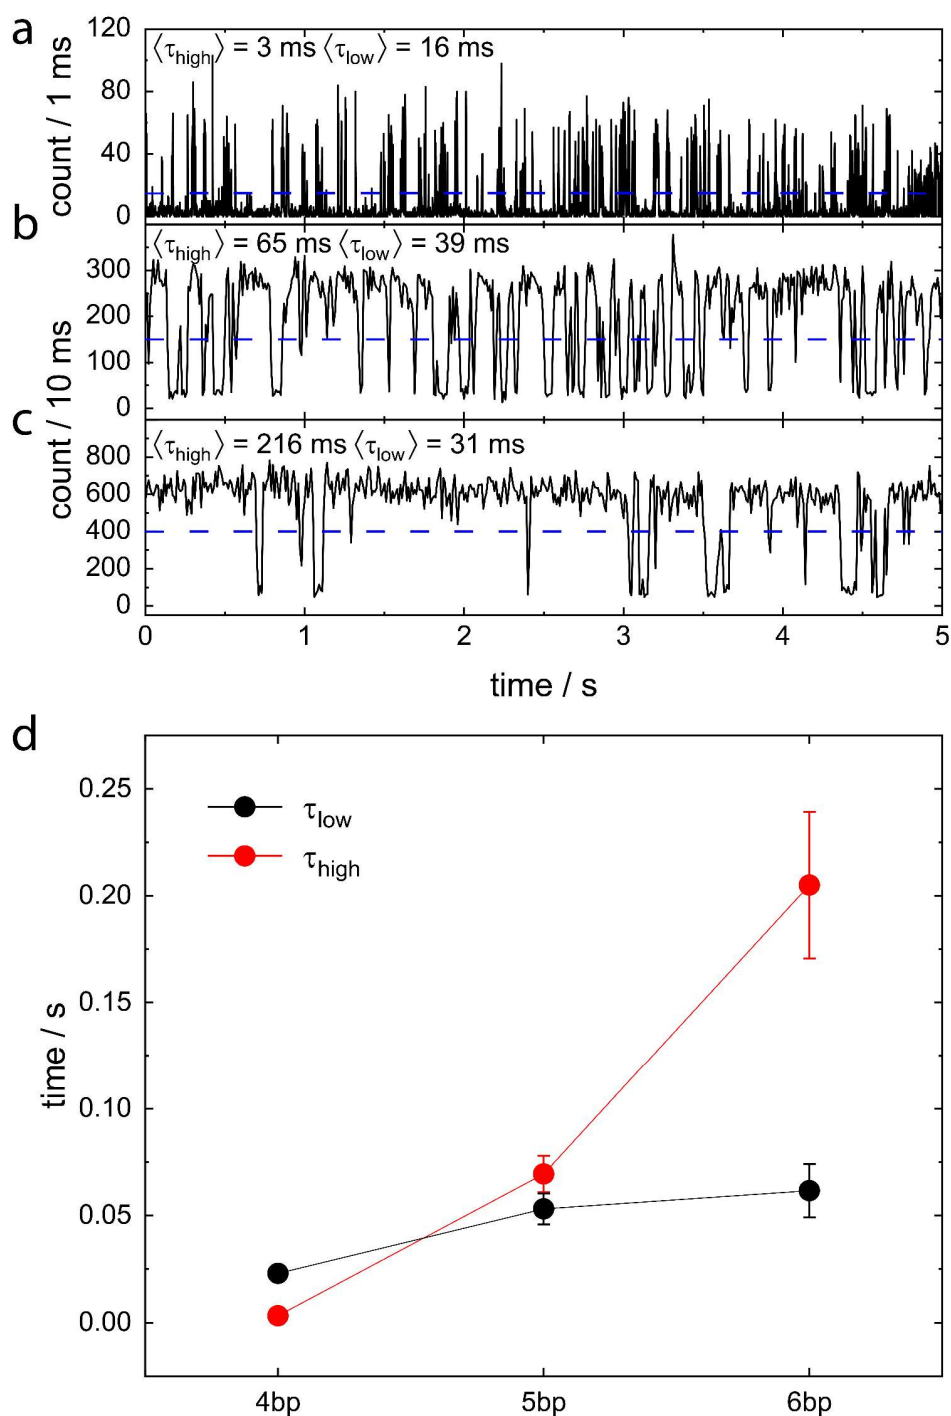 a
⟨τhigh⟩ = 3 ms ⟨τlow⟩ = 16 ms
120
80
40
0
count / 1 ms
b
⟨τhigh⟩ = 65 ms ⟨τlow⟩ = 39 ms
300
200
100
0
count / 10 ms
c
⟨τhigh⟩ = 216 ms ⟨τlow⟩ = 31 ms
800
600
400
200
0
0 1 2 3 4 5
time / s
d
τlow
τhigh
0.25
0.20
0.15
0.10
0.05
0.00
time / s
4bp 5bp 6bp